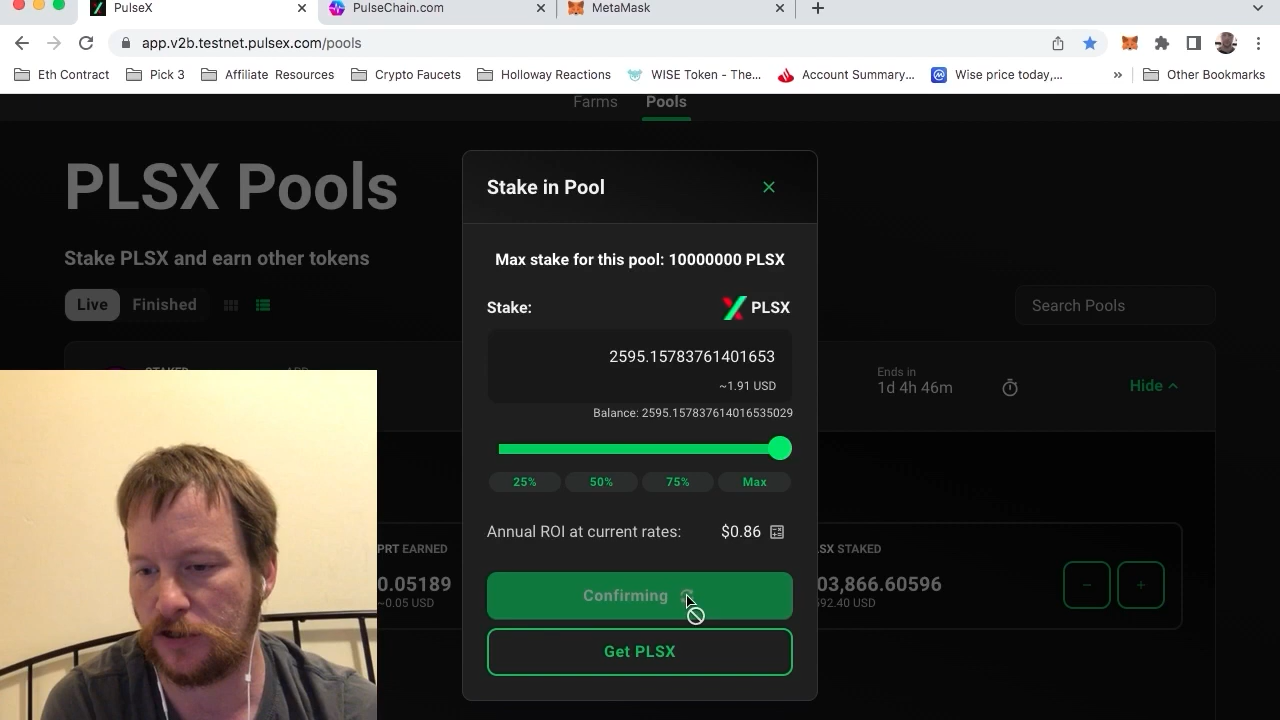 PulseX
PulseChain.com
MetaMask
app.v2b.testnet.pulsex.com/pools
Eth Contract
Pick 3
Affiliate Resources
Crypto Faucets
Holloway Reactions
WISE Token - The...
Account Summary...
Wise price today,...
Other Bookmarks
Farms
Pools
PLSX Pools
Stake PLSX and earn other tokens
Live
Finished
Search Pools
STAKED
APR
Ends in
1d 4h 46m
Hide
Stake in Pool
Max stake for this pool: 10000000 PLSX
Stake:
PLSX
2595.15783761401653
~1.91 USD
Balance: 2595.157837614016535029
25%
50%
75%
Max
Annual ROI at current rates:
$0.86
Confirming
Get PLSX
PRT EARNED
0.05189
~0.05 USD
SX STAKED
03,866.60596
92.40 USD